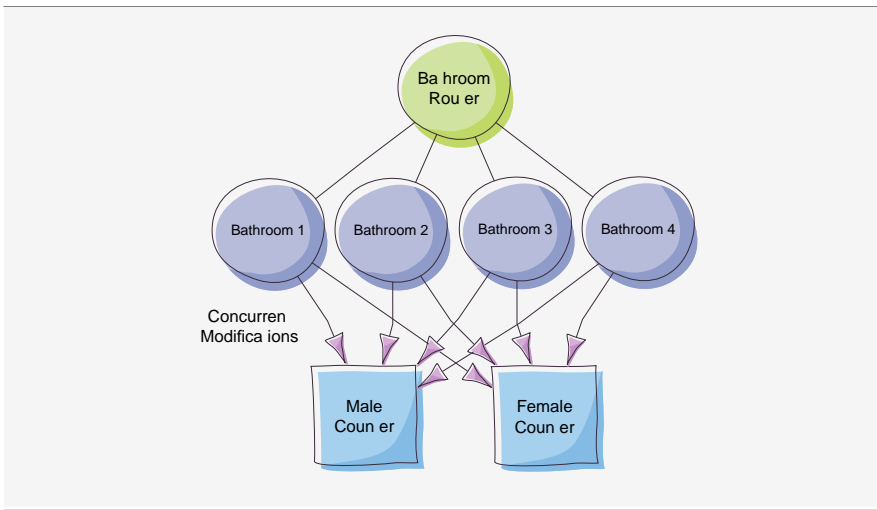 Ba hroom
Rou er
Bathroom 1
Bathroom 2
Bathroom 3
Bathroom 4
Concurren
Modifica ions
Male
Coun er
Female
Coun er